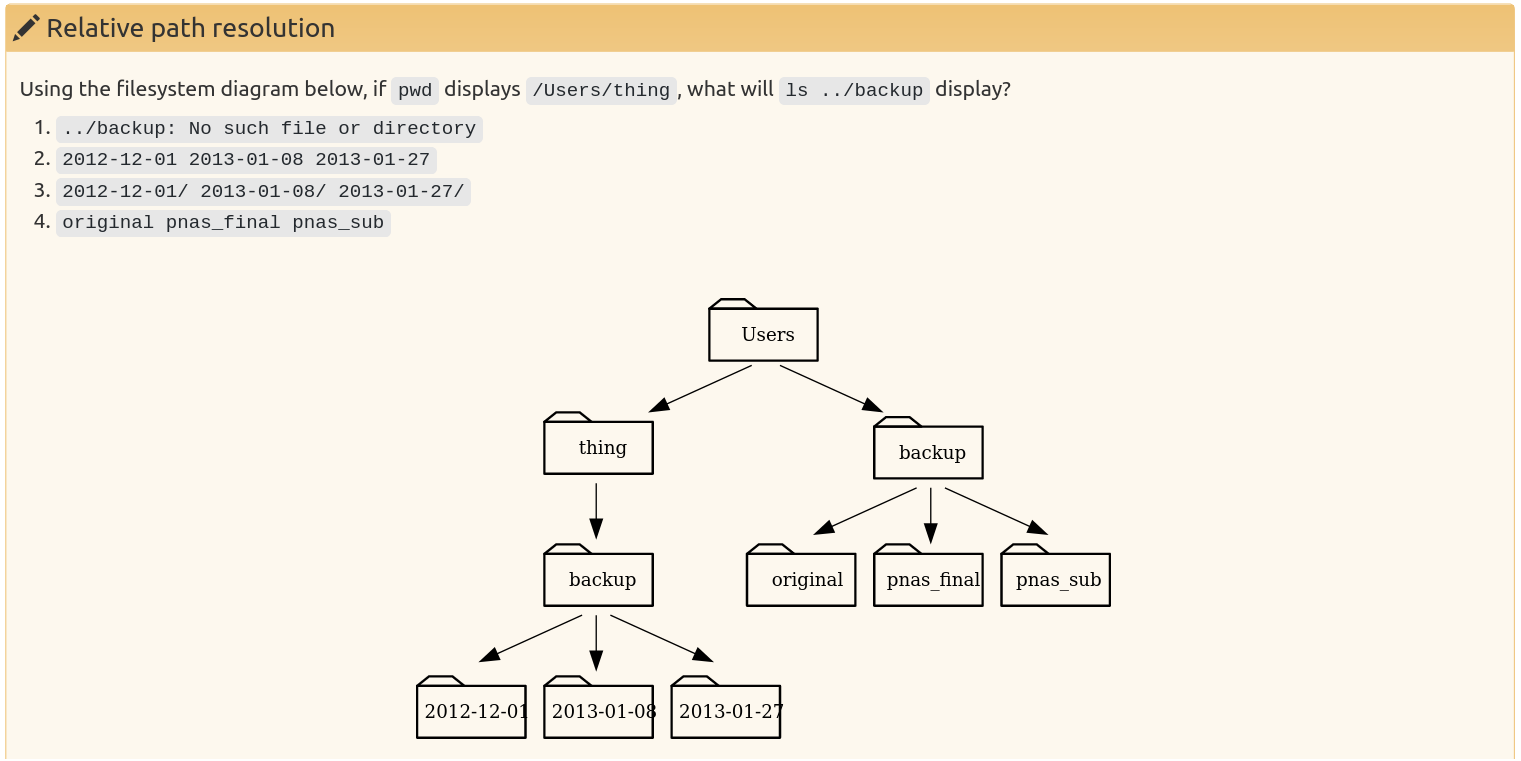 Relative path resolution
Using the filesystem diagram below, if pwd displays /Users/thing, what will ls ../backup display?
1. ../backup: No such file or directory
2. 2012-12-01 2013-01-08 2013-01-27
3. 2012-12-01/ 2013-01-08/ 2013-01-27/
4. original pnas_final pnas_sub
Users
thing
backup
backup
original
pnas_final
pnas_sub
2012-12-01
2013-01-08
2013-01-27